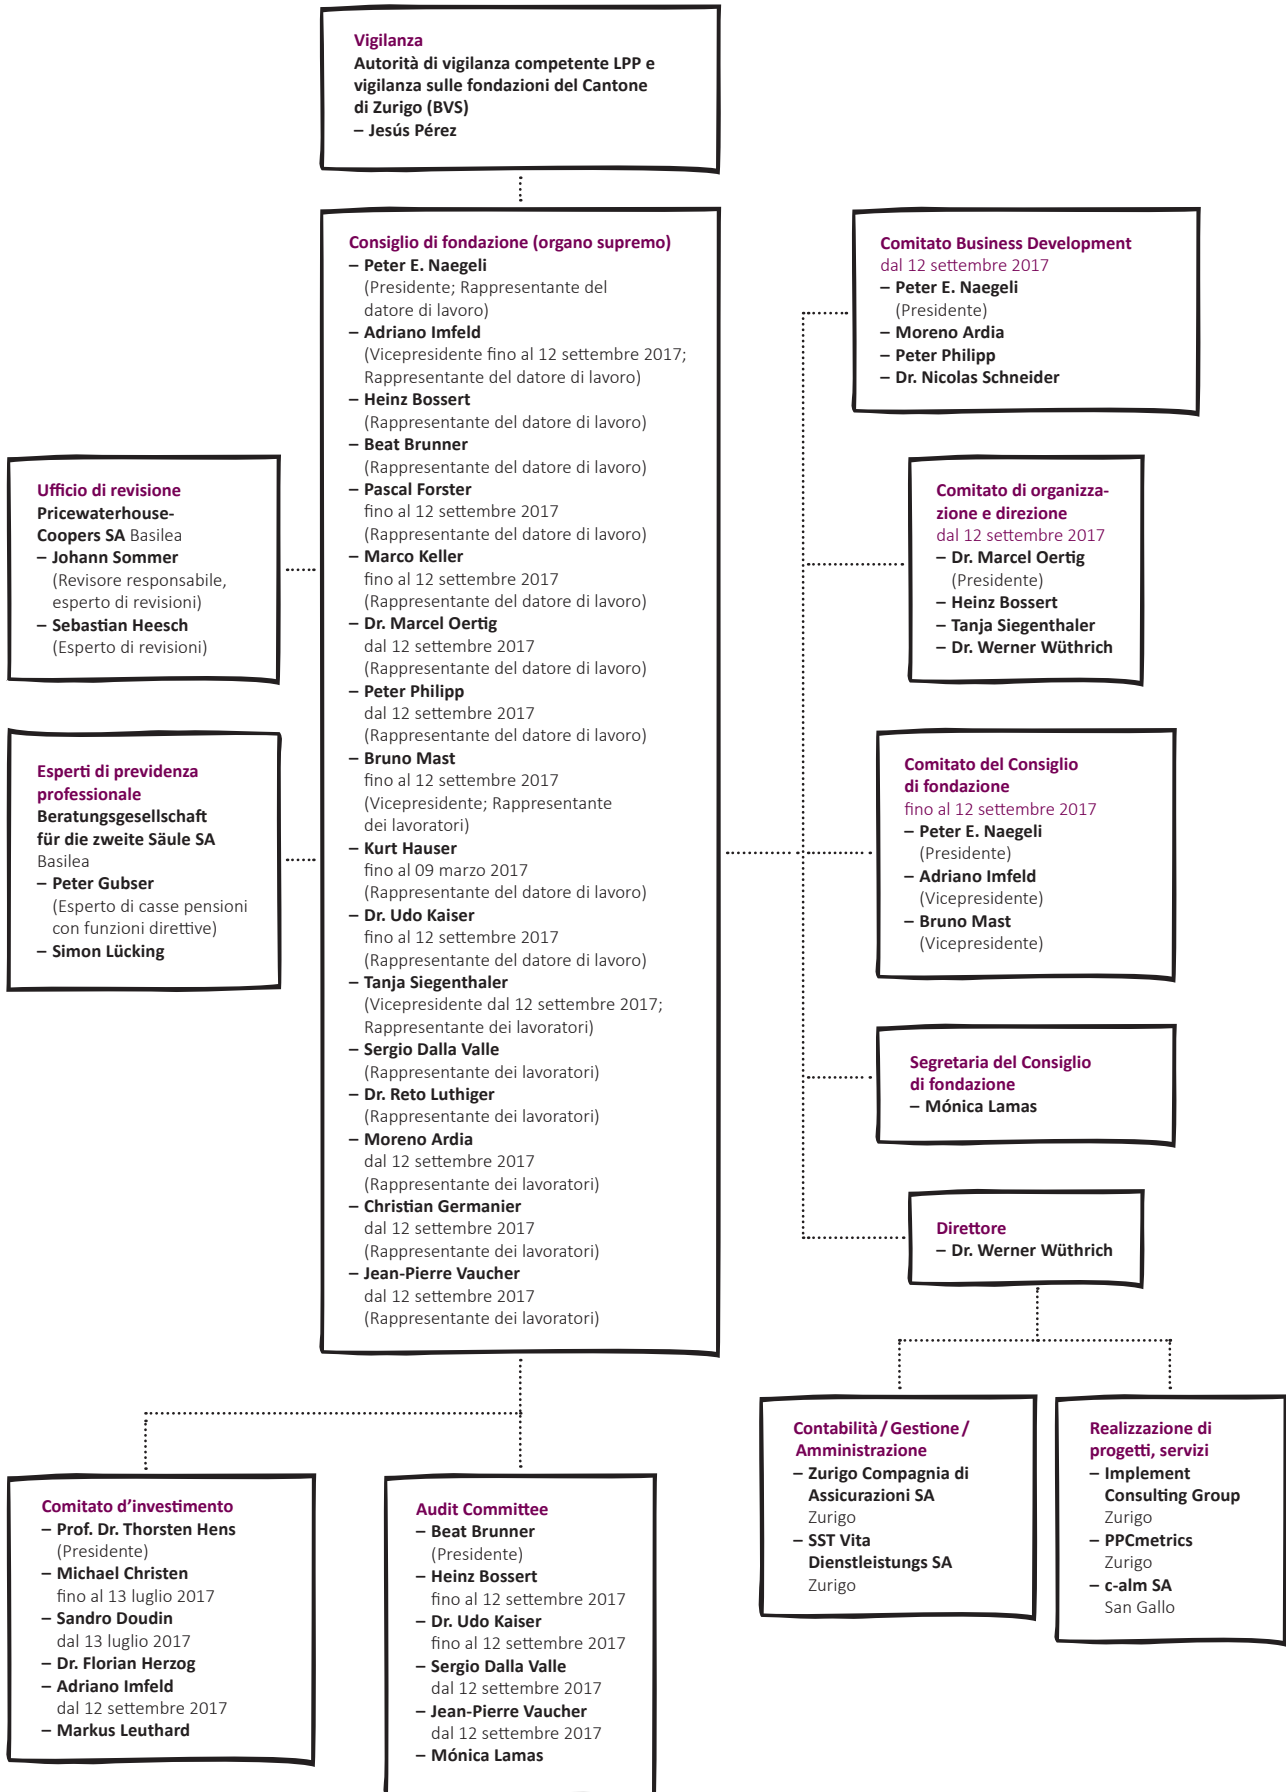 Vigilanza
Autorità di vigilanza competente LPP e
vigilanza sulle fondazioni del Cantone
di Zurigo (BVS)
– Jesús Pérez
Consiglio di fondazione (organo supremo)
– Peter E. Naegeli
(Presidente; Rappresentante del
datore di lavoro)
– Adriano Imfeld
(Vicepresidente fino al 12 settembre 2017;
Rappresentante del datore di lavoro)
– Heinz Bossert
(Rappresentante del datore di lavoro)
– Beat Brunner
(Rappresentante del datore di lavoro)
– Pascal Forster
fino al 12 settembre 2017
(Rappresentante del datore di lavoro)
– Marco Keller
fino al 12 settembre 2017
(Rappresentante del datore di lavoro)
– Dr. Marcel Oertig
dal 12 settembre 2017
(Rappresentante del datore di lavoro)
– Peter Philipp
dal 12 settembre 2017
(Rappresentante del datore di lavoro)
– Bruno Mast
fino al 12 settembre 2017
(Vicepresidente; Rappresentante
dei lavoratori)
– Kurt Hauser
fino al 09 marzo 2017
(Rappresentante del datore di lavoro)
– Dr. Udo Kaiser
fino al 12 settembre 2017
(Rappresentante del datore di lavoro)
– Tanja Siegenthaler
(Vicepresidente dal 12 settembre 2017;
Rappresentante dei lavoratori)
– Sergio Dalla Valle
(Rappresentante dei lavoratori)
– Dr. Reto Luthiger
(Rappresentante dei lavoratori)
– Moreno Ardia
dal 12 settembre 2017
(Rappresentante dei lavoratori)
– Christian Germanier
dal 12 settembre 2017
(Rappresentante dei lavoratori)
– Jean-Pierre Vaucher
dal 12 settembre 2017
(Rappresentante dei lavoratori)
Ufficio di revisione
Pricewaterhouse-
Coopers SA Basilea
– Johann Sommer
(Revisore responsabile,
esperto di revisioni)
– Sebastian Heesch
(Esperto di revisioni)
Esperti di previdenza
professionale
Beratungsgesellschaft
für die zweite Säule SA
Basilea
– Peter Gubser
(Esperto di casse pensioni
con funzioni direttive)
– Simon Lücking
Comitato Business Development
dal 12 settembre 2017
– Peter E. Naegeli
(Presidente)
– Moreno Ardia
– Peter Philipp
– Dr. Nicolas Schneider
Comitato di organizza-
zione e direzione
dal 12 settembre 2017
– Dr. Marcel Oertig
(Presidente)
– Heinz Bossert
– Tanja Siegenthaler
– Dr. Werner Wüthrich
Comitato del Consiglio
di fondazione
fino al 12 settembre 2017
– Peter E. Naegeli
(Presidente)
– Adriano Imfeld
(Vicepresidente)
– Bruno Mast
(Vicepresidente)
Segretaria del Consiglio
di fondazione
– Mónica Lamas
Direttore
– Dr. Werner Wüthrich
Contabilità / Gestione /
Amministrazione
– Zurigo Compagnia di
Assicurazioni SA
Zurigo
– SST Vita
Dienstleistungs SA
Zurigo
Realizzazione di
progetti, servizi
– Implement
Consulting Group
Zurigo
– PPCmetrics
Zurigo
– c-alm SA
San Gallo
Comitato d’investimento
– Prof. Dr. Thorsten Hens
(Presidente)
– Michael Christen
fino al 13 luglio 2017
– Sandro Doudin
dal 13 luglio 2017
– Dr. Florian Herzog
– Adriano Imfeld
dal 12 settembre 2017
– Markus Leuthard
Audit Committee
– Beat Brunner
(Presidente)
– Heinz Bossert
fino al 12 settembre 2017
– Dr. Udo Kaiser
fino al 12 settembre 2017
– Sergio Dalla Valle
dal 12 settembre 2017
– Jean-Pierre Vaucher
dal 12 settembre 2017
– Mónica Lamas